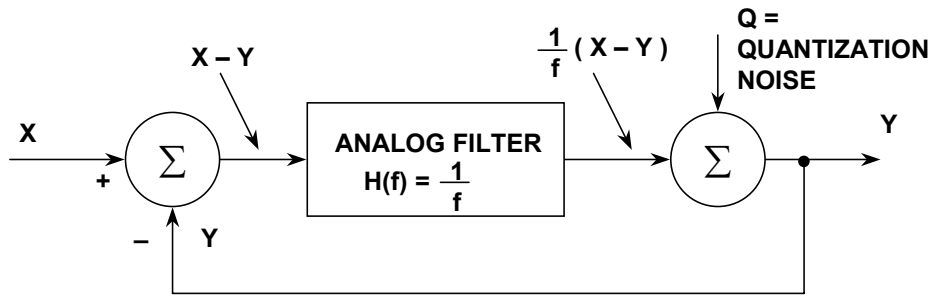 Q =
QUANTIZATION
NOISE
X – Y
1
f
( X – Y )
X
Σ
ANALOG FILTER
H(f) = 1
f
Σ
Y
+
–
Y